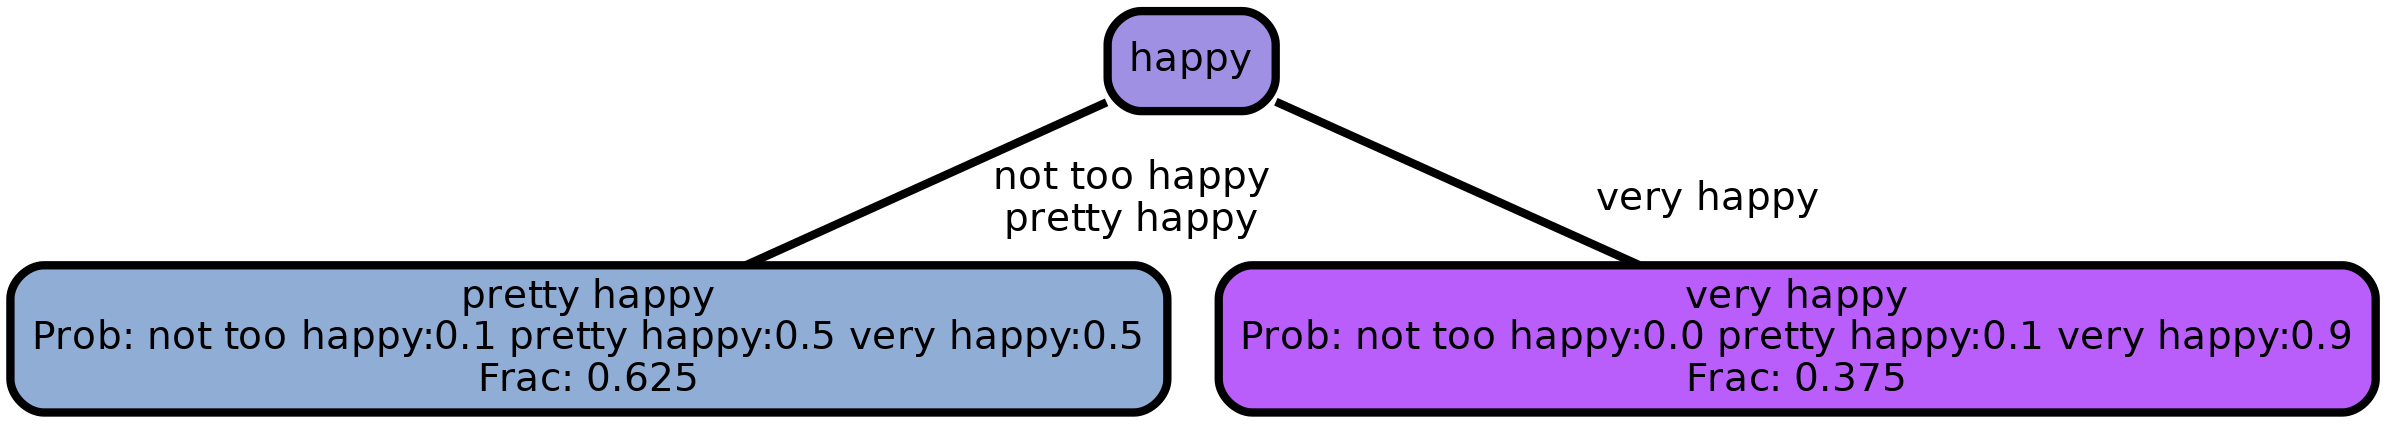 happy
not too happy
pretty happy
very happy
pretty happy
Prob: not too happy:0.1 pretty happy:0.5 very happy:0.5
Frac: 0.625
very happy
Prob: not too happy:0.0 pretty happy:0.1 very happy:0.9
Frac: 0.375